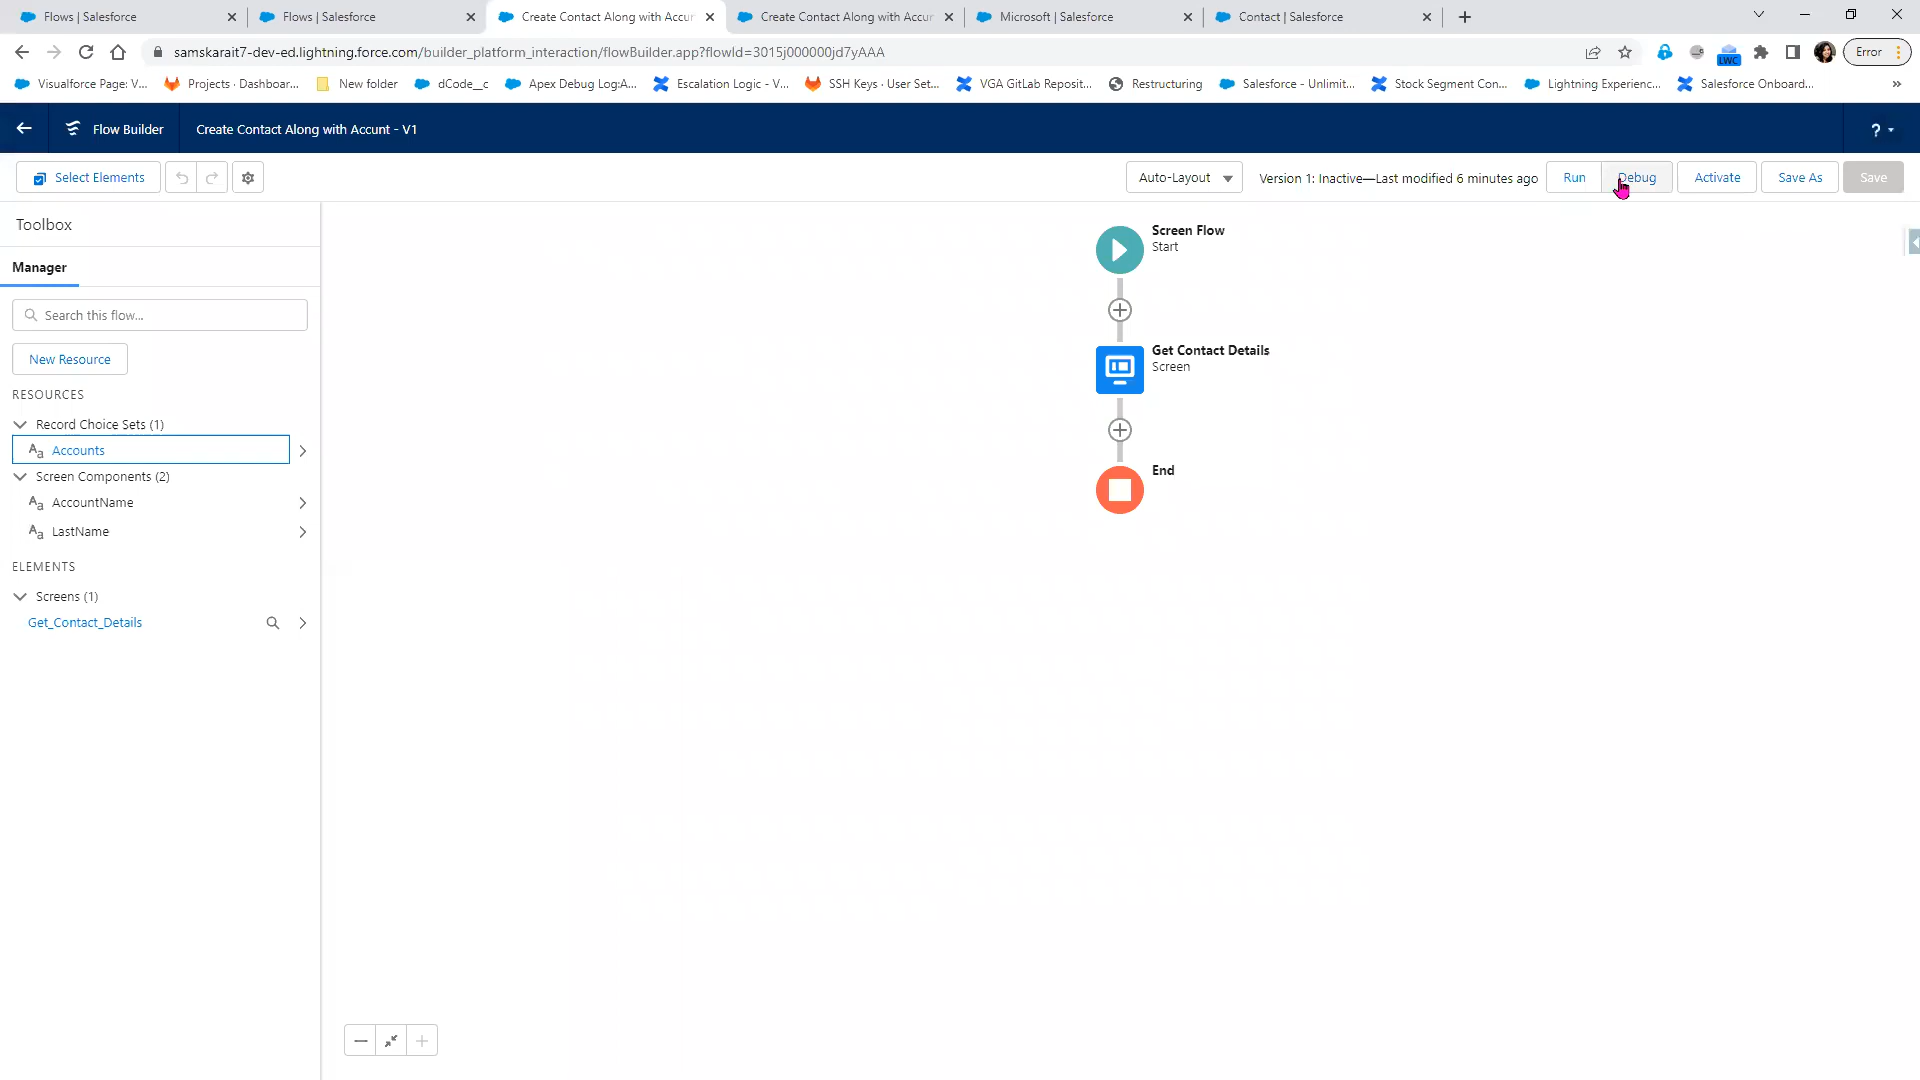 Flows | Salesforce
Flows | Salesforce
Create Contact Along with Accur
Create Contact Along with Accur
Microsoft | Salesforce
Contact | Salesforce
samskarait7-dev-ed.lightning.force.com/builder_platform_interaction/flowBuilder.app?flowId=3015j000000jd7yAAA
LWC
Error
Visualforce Page: V...
Projects · Dashboar...
New folder
dCode__c
Apex Debug Log:A...
Escalation Logic - V...
SSH Keys · User Set...
VGA GitLab Reposit...
Restructuring
Salesforce - Unlimit...
Stock Segment Con...
Lightning Experienc...
Salesforce Onboard...
Flow Builder
Create Contact Along with Accunt - V1
?
Select Elements
Auto-Layout
Version 1: Inactive—Last modified 6 minutes ago
Run
Debug
Activate
Save As
Save
Toolbox
Manager
Search this flow...
New Resource
RESOURCES
Record Choice Sets (1)
Aa Accounts
Screen Components (2)
Aa AccountName
Aa LastName
ELEMENTS
Screens (1)
Get_Contact_Details
Screen Flow
Start
Get Contact Details
Screen
End